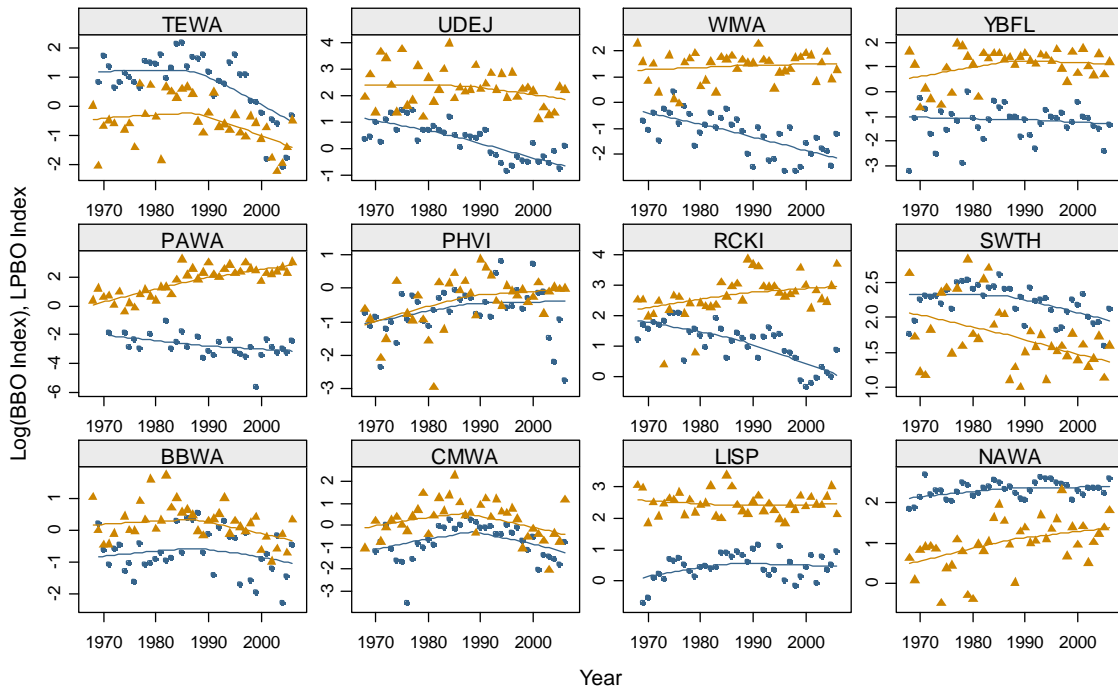 Log(BBO Index), LPBO Index
TEWA UDEJ WIWA YBFL
2 1 0 -1 -2
4 3 2 1 0 -1
2 1 0 -1 -2
2 1 0 -1 -2 -3
1970 1980 1990 2000
1970 1980 1990 2000
1970 1980 1990 2000
1970 1980 1990 2000
PAWA PHVI RCKI SWTH
2 0 -2 -4 -6
1 0 -1 -2 -3
4 3 2 1 0
2.5 2.0 1.5 1.0
1970 1980 1990 2000
1970 1980 1990 2000
1970 1980 1990 2000
1970 1980 1990 2000
BBWA CMWA LISP NAWA
1 0 -1 -2
2 1 0 -1 -2 -3
3 2 1 0
2 1 0
1970 1980 1990 2000
1970 1980 1990 2000
1970 1980 1990 2000
1970 1980 1990 2000
Year